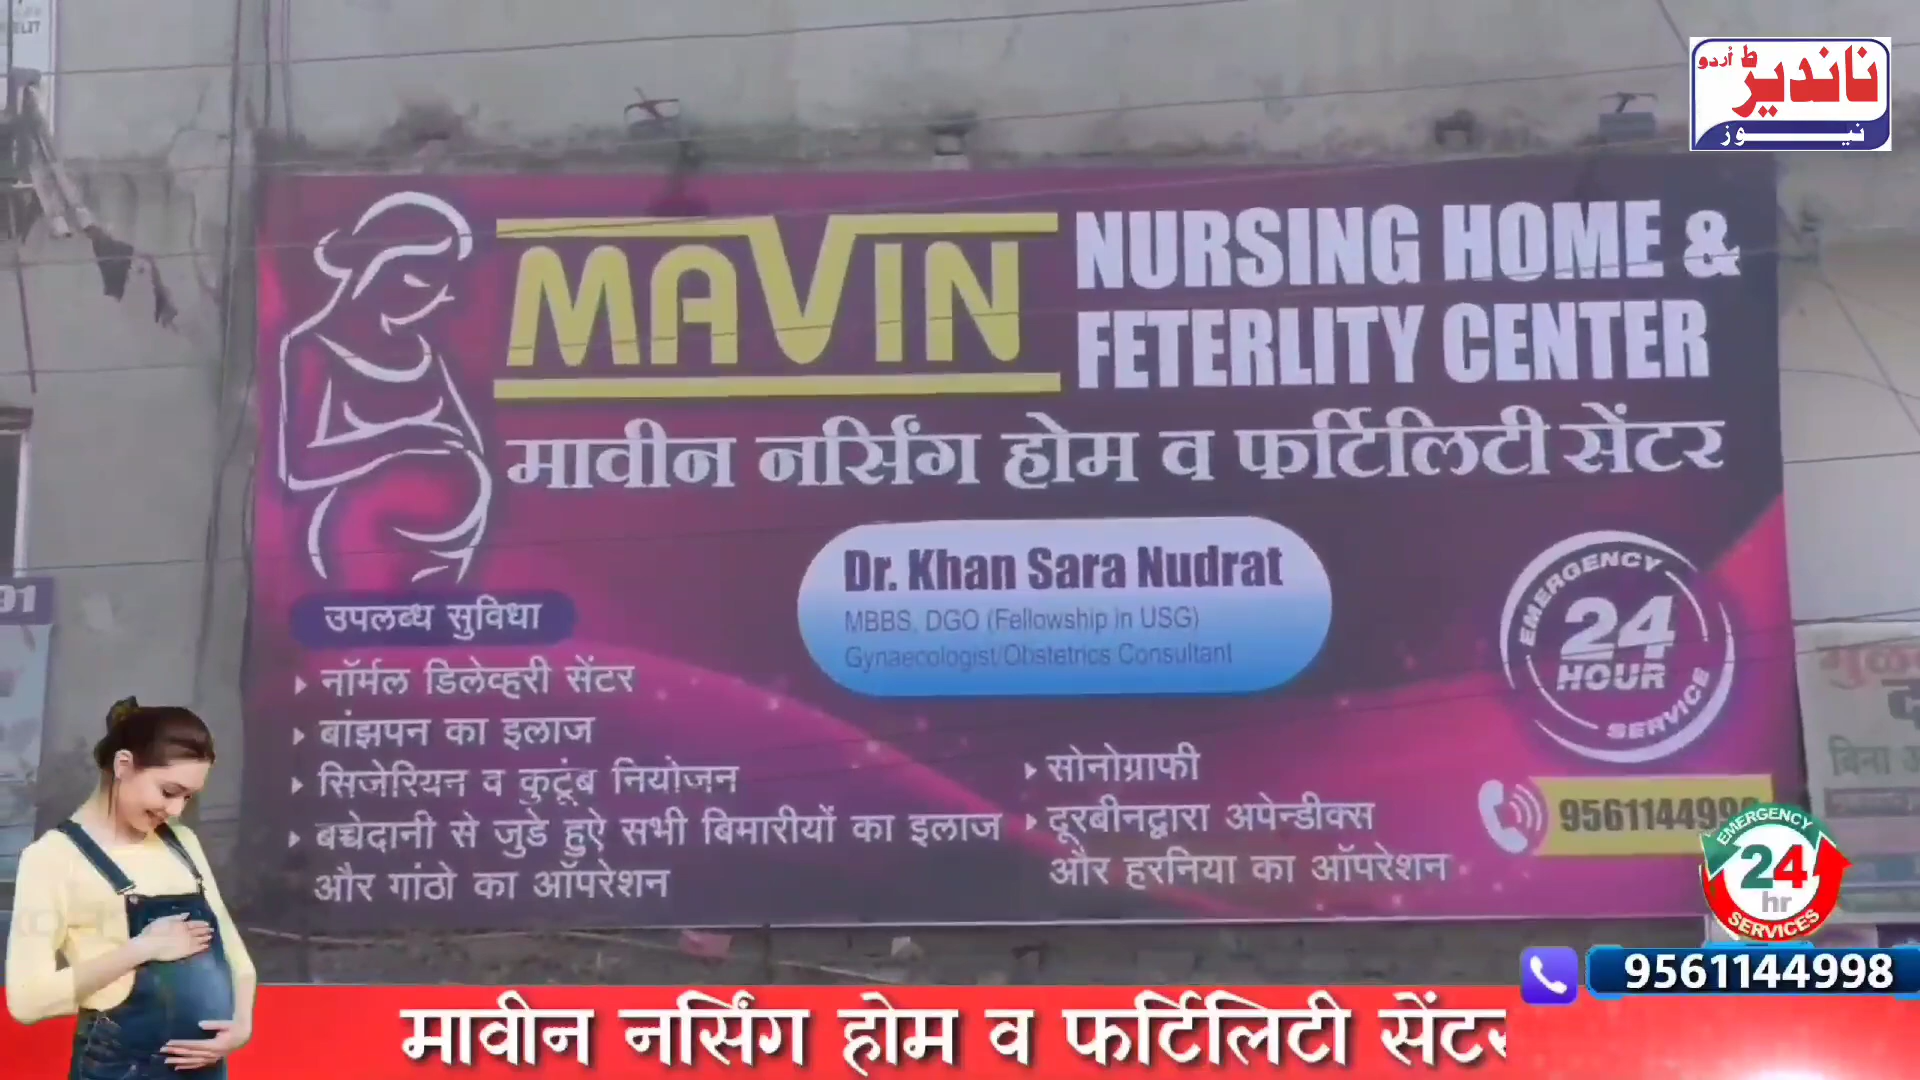 اُردو
ناندیڑ
نیوز
MAVIN
NURSING HOME &
FETERLITY CENTER
मावीन नर्सिंग होम व फर्टिलिटी सेंटर
Dr. Khan Sara Nudrat
MBBS, DGO (Fellowship in USG)
Gynaecologist/Obstetrics Consultant
EMERGENCY
24
HOUR
SERVICE
उपलब्ध सुविधा
नॉर्मल डिलेव्हरी सेंटर
बांझपन का इलाज
सिजेरियन व कुटूंब नियोजन
बच्चेदानी से जुडे हुऐ सभी बिमारीयों का इलाज
और गांठो का ऑपरेशन
सोनोग्राफी
दूरबीनद्वारा अपेन्डीक्स
और हरनिया का ऑपरेशन
91
बिना
EMERGENCY
24
hr
SERVICES
9561144998
मावीन नर्सिंग होम व फर्टिलिटी सेंटर